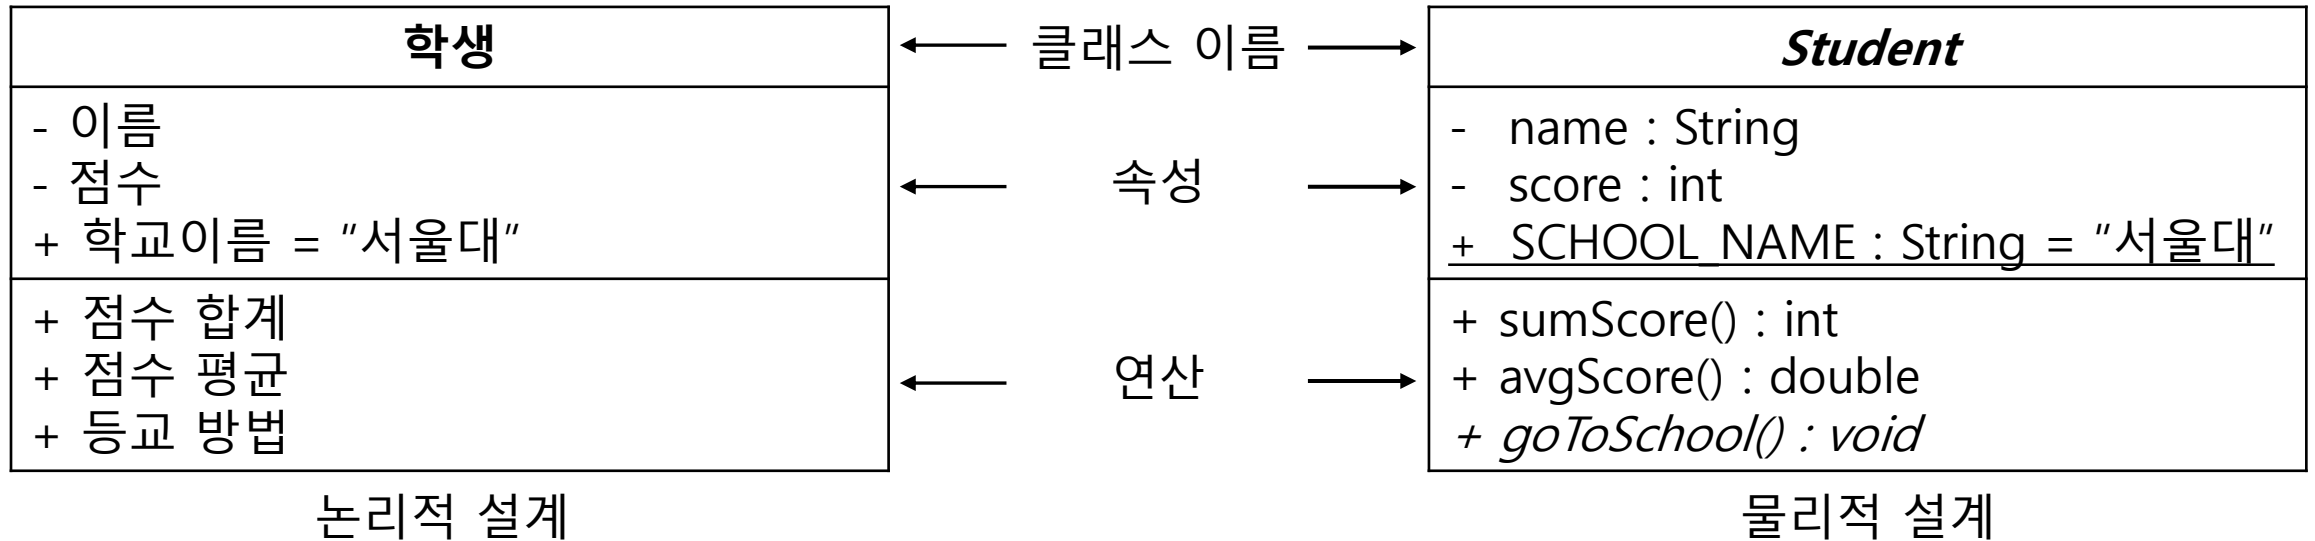 학생
- 이름
- 점수
+ 학교이름 = "서울대"
+ 점수 합계
+ 점수 평균
+ 등교 방법
논리적 설계
클래스 이름
속성
연산
Student
- name : String
- score : int
+ SCHOOL_NAME : String = "서울대"
+ sumScore() : int
+ avgScore() : double
+ goToSchool() : void
물리적 설계